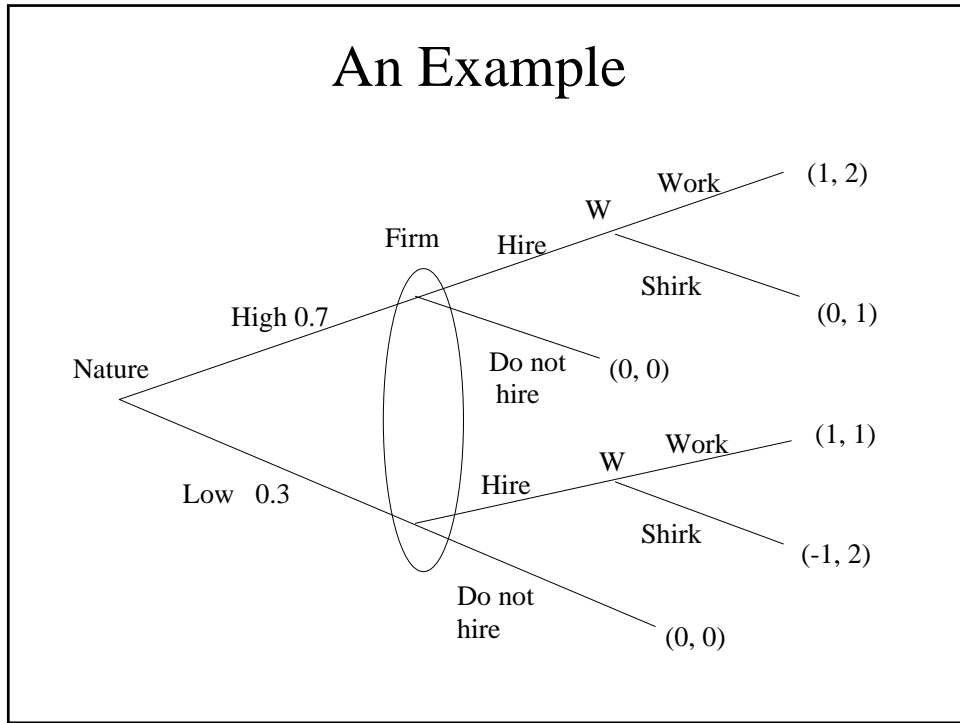 An Example
Work
(1, 2)
W
Firm
Hire
Shirk
High 0.7
(0, 1)
Nature
Do not
hire
(0, 0)
Work
(1, 1)
W
Hire
Low 0.3
Shirk
(-1, 2)
Do not
hire
(0, 0)